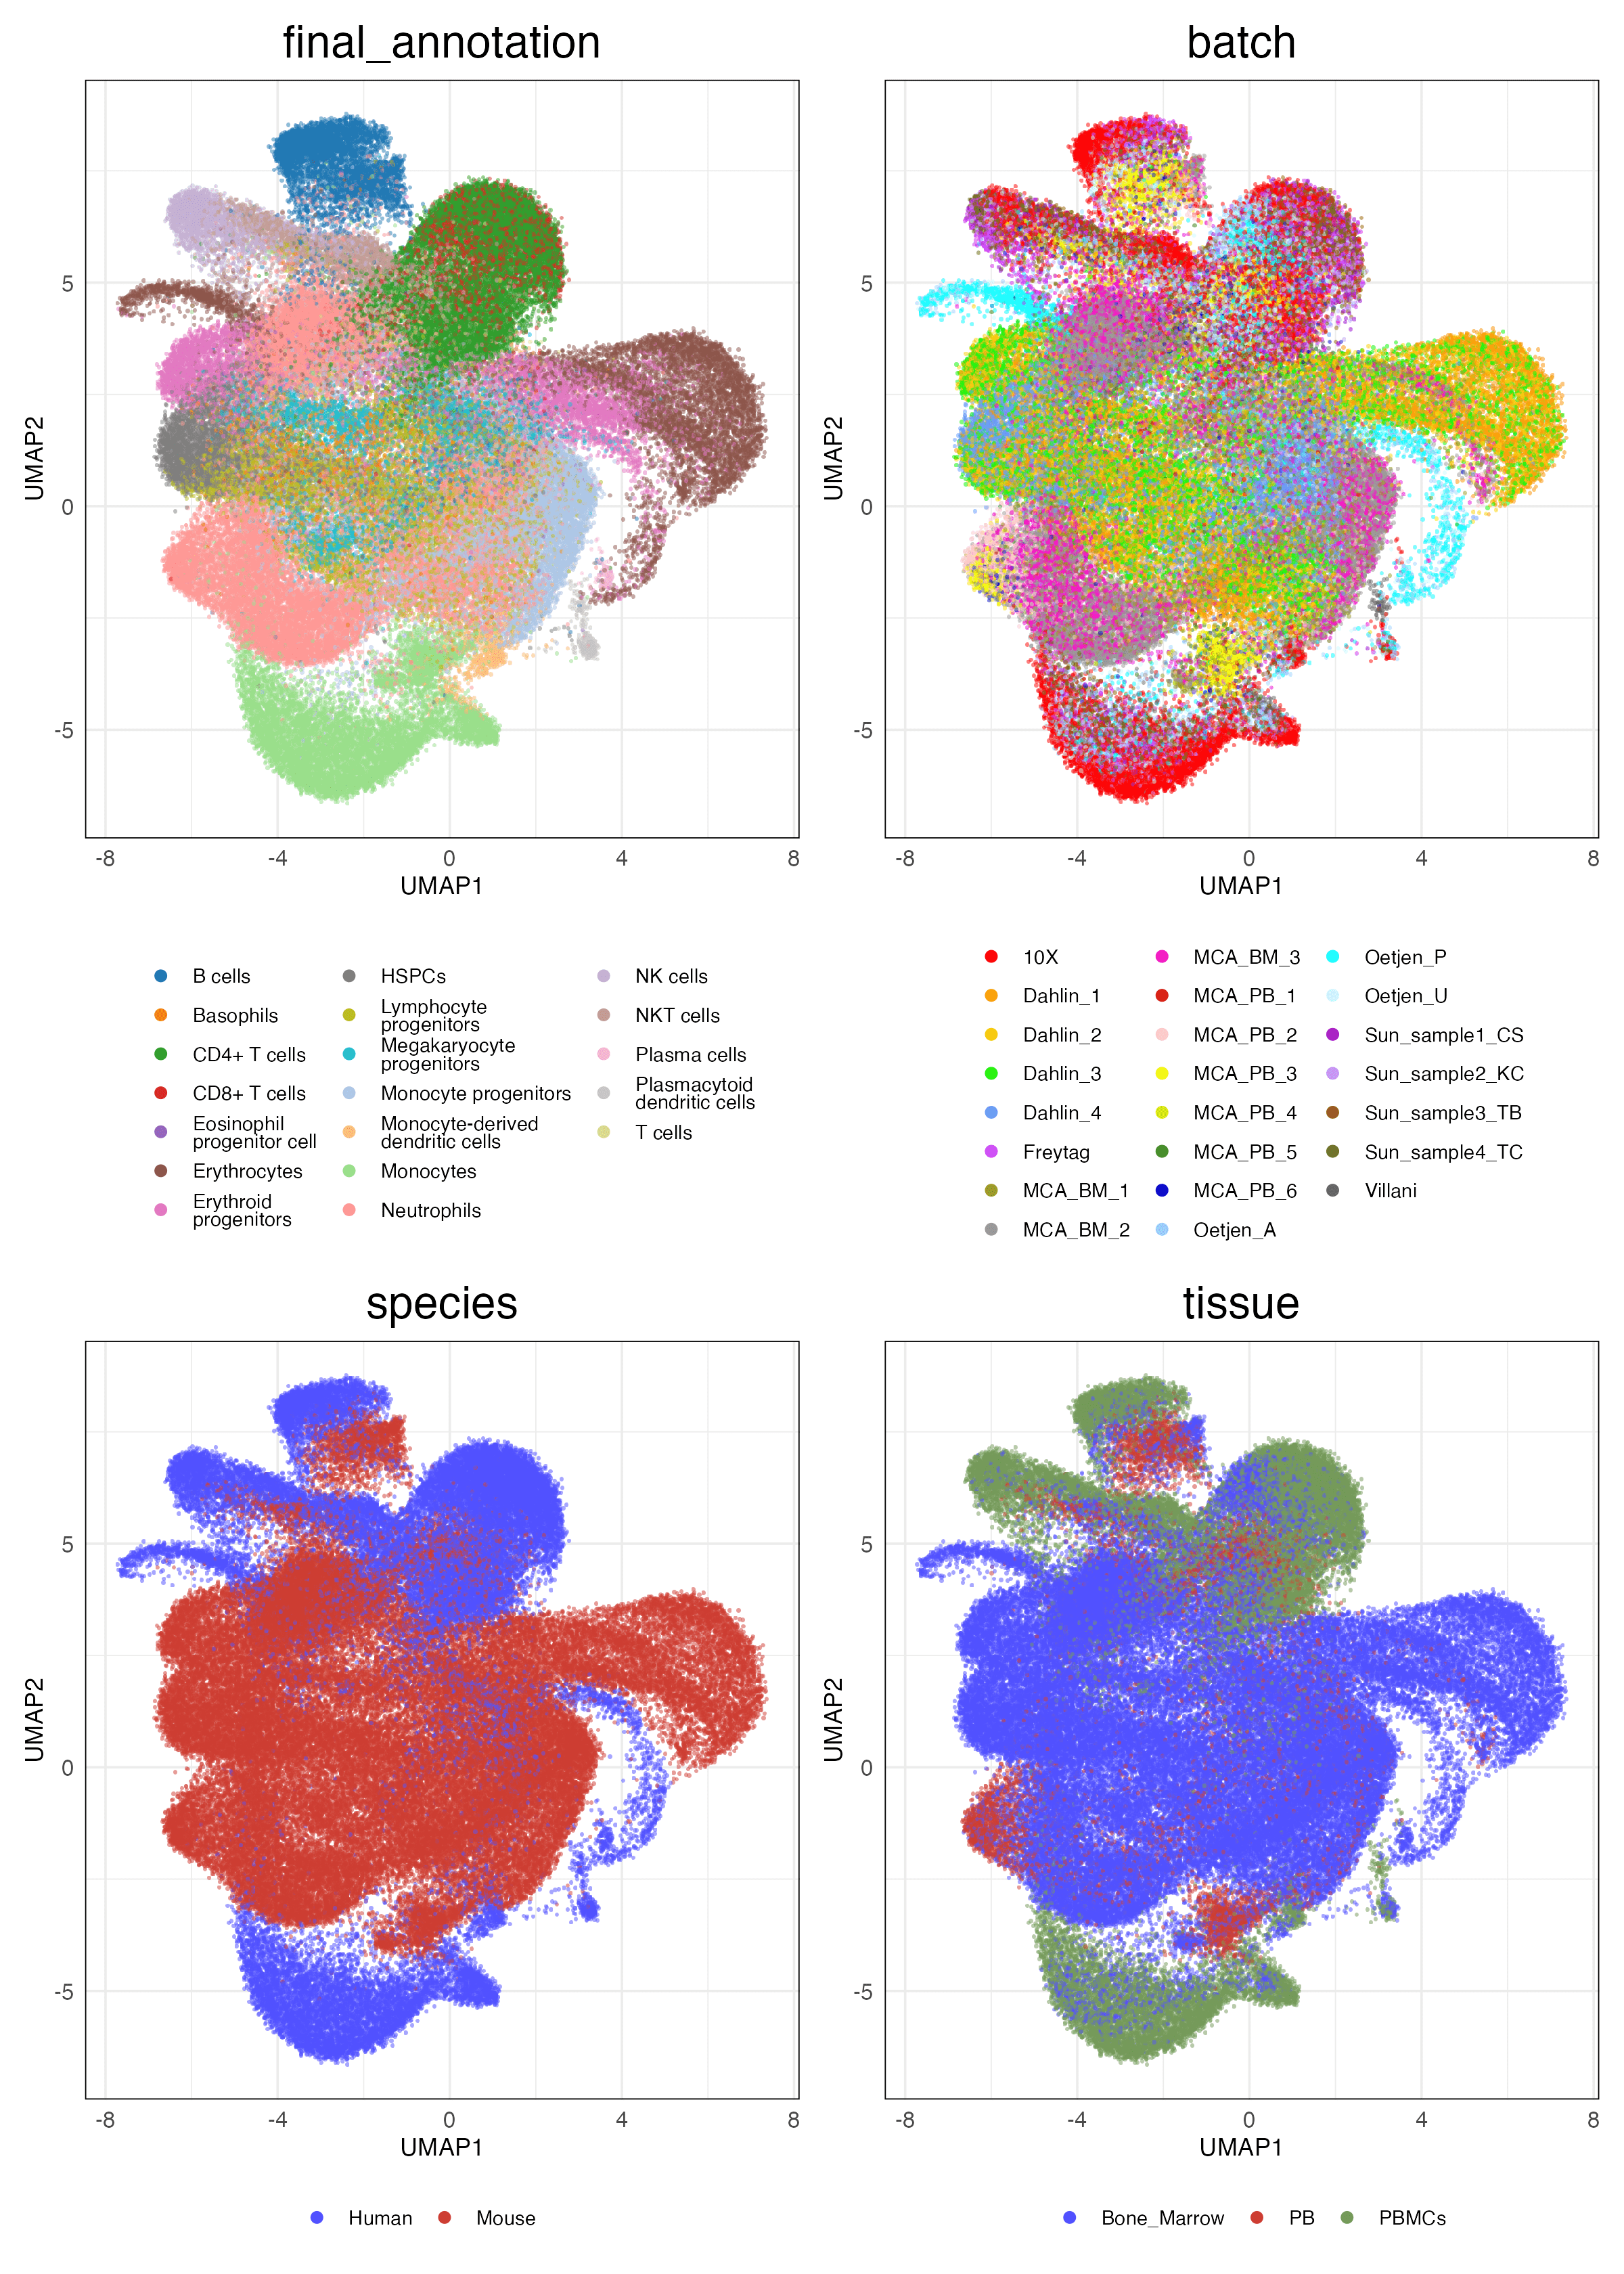 final_annotation
batch
UMAP2
5
0
-5
-8 -4 0 4 8
UMAP1
UMAP2
5
0
-5
-8 -4 0 4 8
UMAP1
B cells
Basophils
CD4+ T cells
CD8+ T cells
Eosinophil
progenitor cell
Erythrocytes
Erythroid
progenitors
HSPCs
Lymphocyte
progenitors
Megakaryocyte
progenitors
Monocyte progenitors
Monocyte-derived
dendritic cells
Monocytes
Neutrophils
NK cells
NKT cells
Plasma cells
Plasmacytoid
dendritic cells
T cells
10X
Dahlin_1
Dahlin_2
Dahlin_3
Dahlin_4
Freytag
MCA_BM_1
MCA_BM_2
MCA_BM_3
MCA_PB_1
MCA_PB_2
MCA_PB_3
MCA_PB_4
MCA_PB_5
MCA_PB_6
Oetjen_A
Oetjen_P
Oetjen_U
Sun_sample1_CS
Sun_sample2_KC
Sun_sample3_TB
Sun_sample4_TC
Villani
species
tissue
UMAP2
5
0
-5
-8 -4 0 4 8
UMAP1
UMAP2
5
0
-5
-8 -4 0 4 8
UMAP1
Human Mouse
Bone_Marrow PB PBMCs